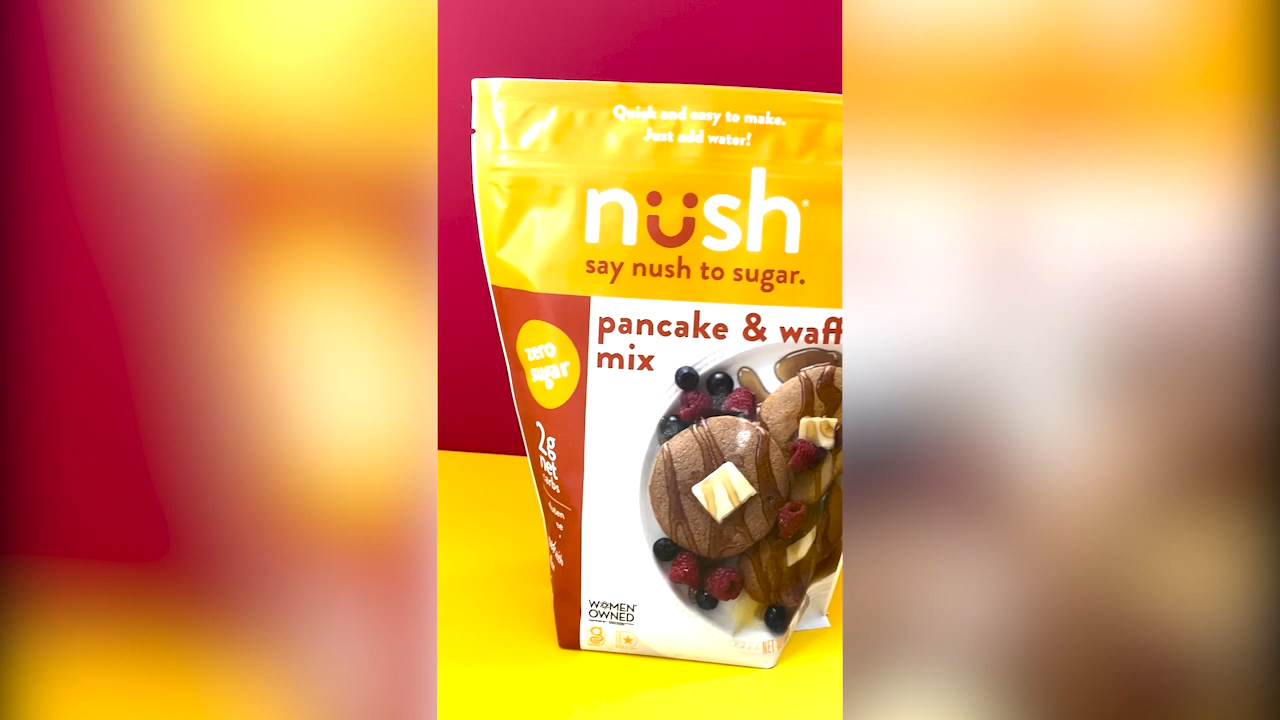 Quick and easy to make.
Just add water!
nush
say nush to sugar.
pancake & waff
mix
zero
sugar
2g
net
carbs
WOMEN
OWNED
NET